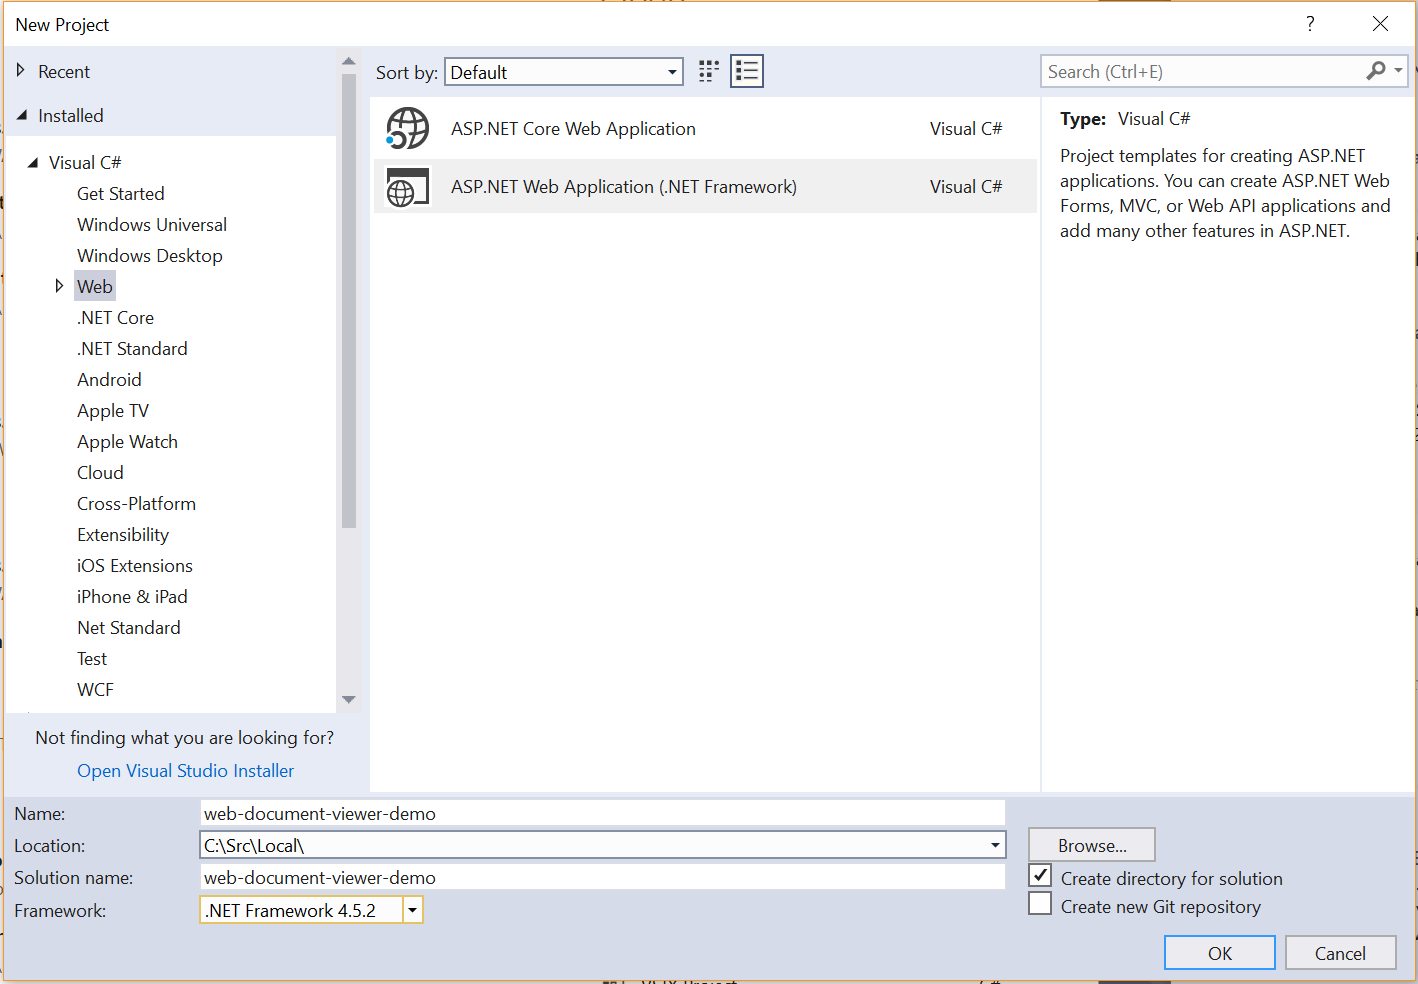 New Project
?
Recent
Installed
Visual C#
Get Started
Windows Universal
Windows Desktop
Web
.NET Core
.NET Standard
Android
Apple TV
Apple Watch
Cloud
Cross-Platform
Extensibility
iOS Extensions
iPhone & iPad
Net Standard
Test
WCF
Not finding what you are looking for?
Open Visual Studio Installer
Sort by: Default
ASP.NET Core Web Application Visual C#
ASP.NET Web Application (.NET Framework) Visual C#
Search (Ctrl+E)
Type: Visual C#
Project templates for creating ASP.NET
applications. You can create ASP.NET Web
Forms, MVC, or Web API applications and
add many other features in ASP.NET.
Name: web-document-viewer-demo
Location: C:\Src\Local\
Browse...
Solution name: web-document-viewer-demo
Create directory for solution
Framework: .NET Framework 4.5.2
Create new Git repository
OK
Cancel